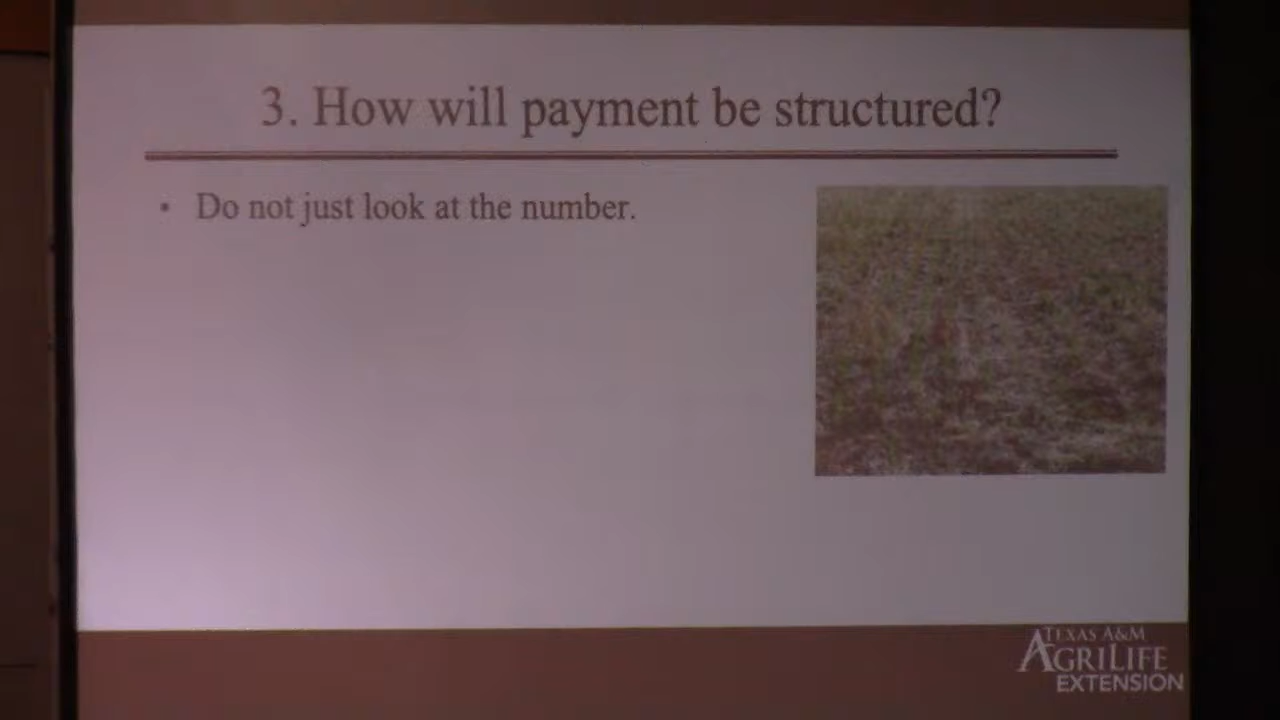 3. How will payment be structured?
• Do not just look at the number.
TEXAS A&M
AGRILIFE
EXTENSION